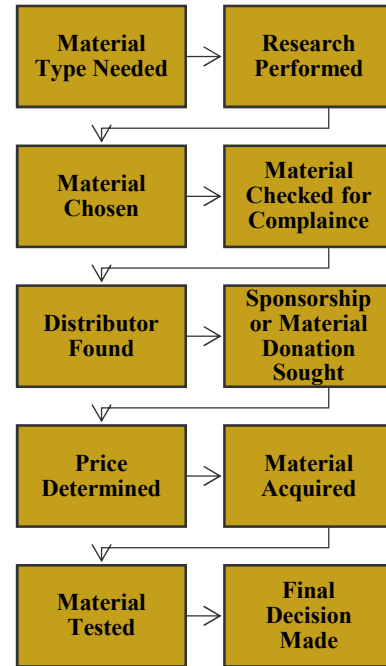 Material
Type Needed
Research
Performed
Material
Chosen
Material
Checked for
Complaince
Distributor
Found
Sponsorship
or Material
Donation
Sought
Price
Determined
Material
Acquired
Material
Tested
Final
Decision
Made